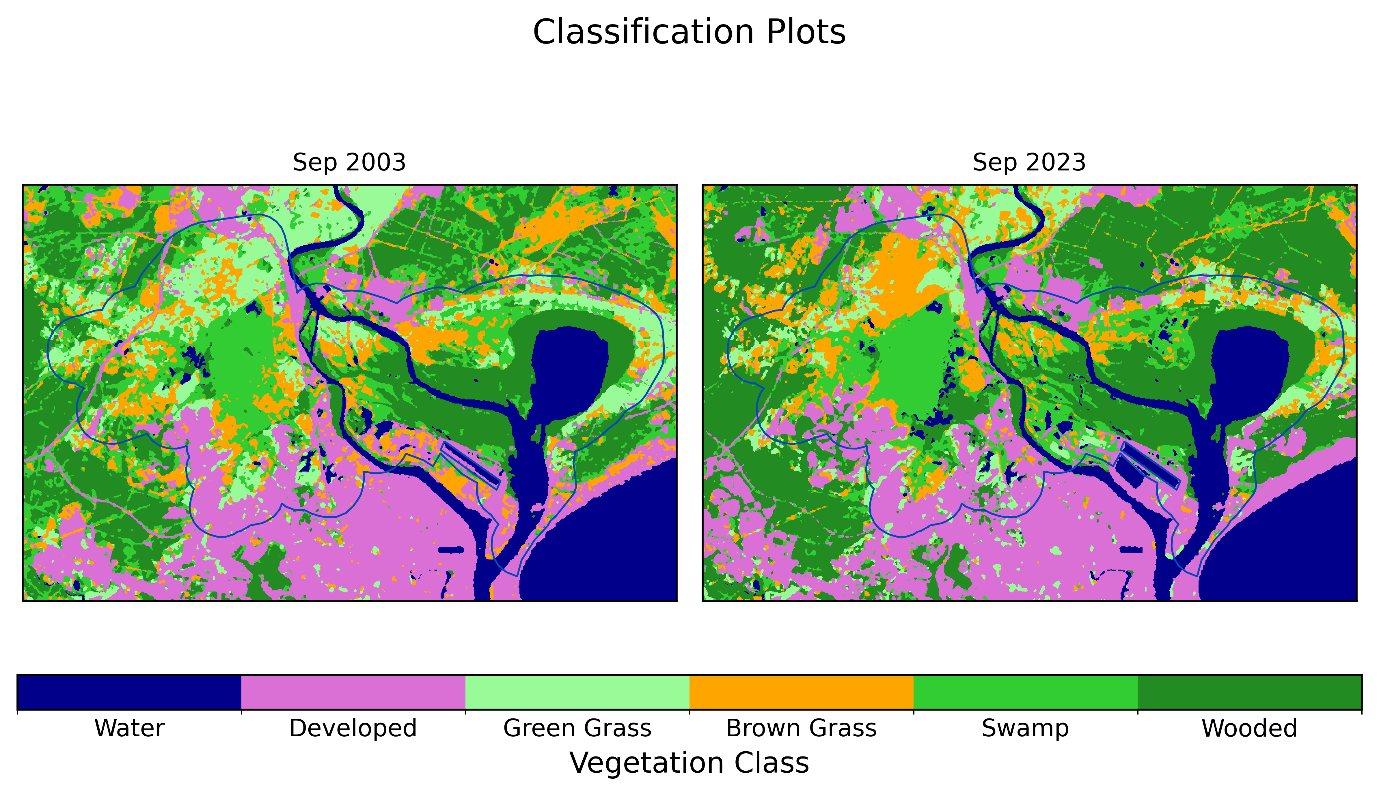 Classification Plots
Sep 2003
Sep 2023
Water
Developed
Green Grass
Brown Grass
Swamp
Wooded
Vegetation Class